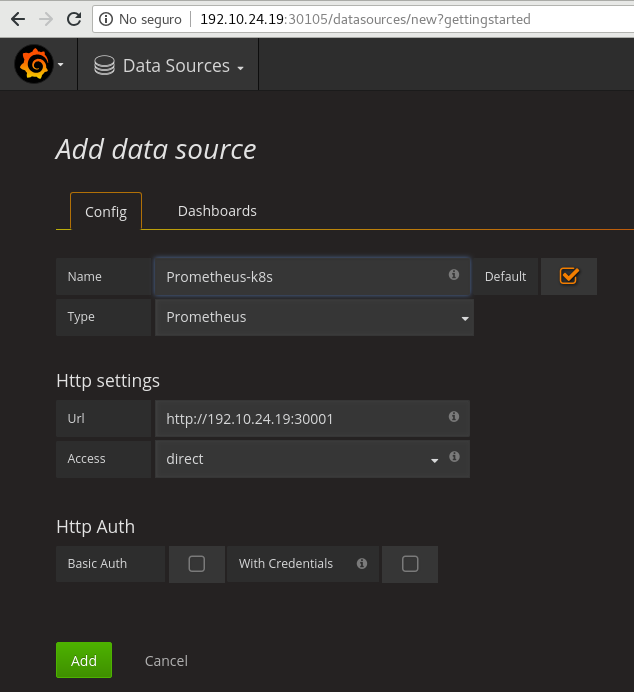 No seguro 192.10.24.19:30105/datasources/new?gettingstarted
Data Sources
Add data source
Config Dashboards
Name Prometheus-k8s Default
Type Prometheus
Http settings
Url http://192.10.24.19:30001
Access direct
Http Auth
Basic Auth With Credentials
Add Cancel